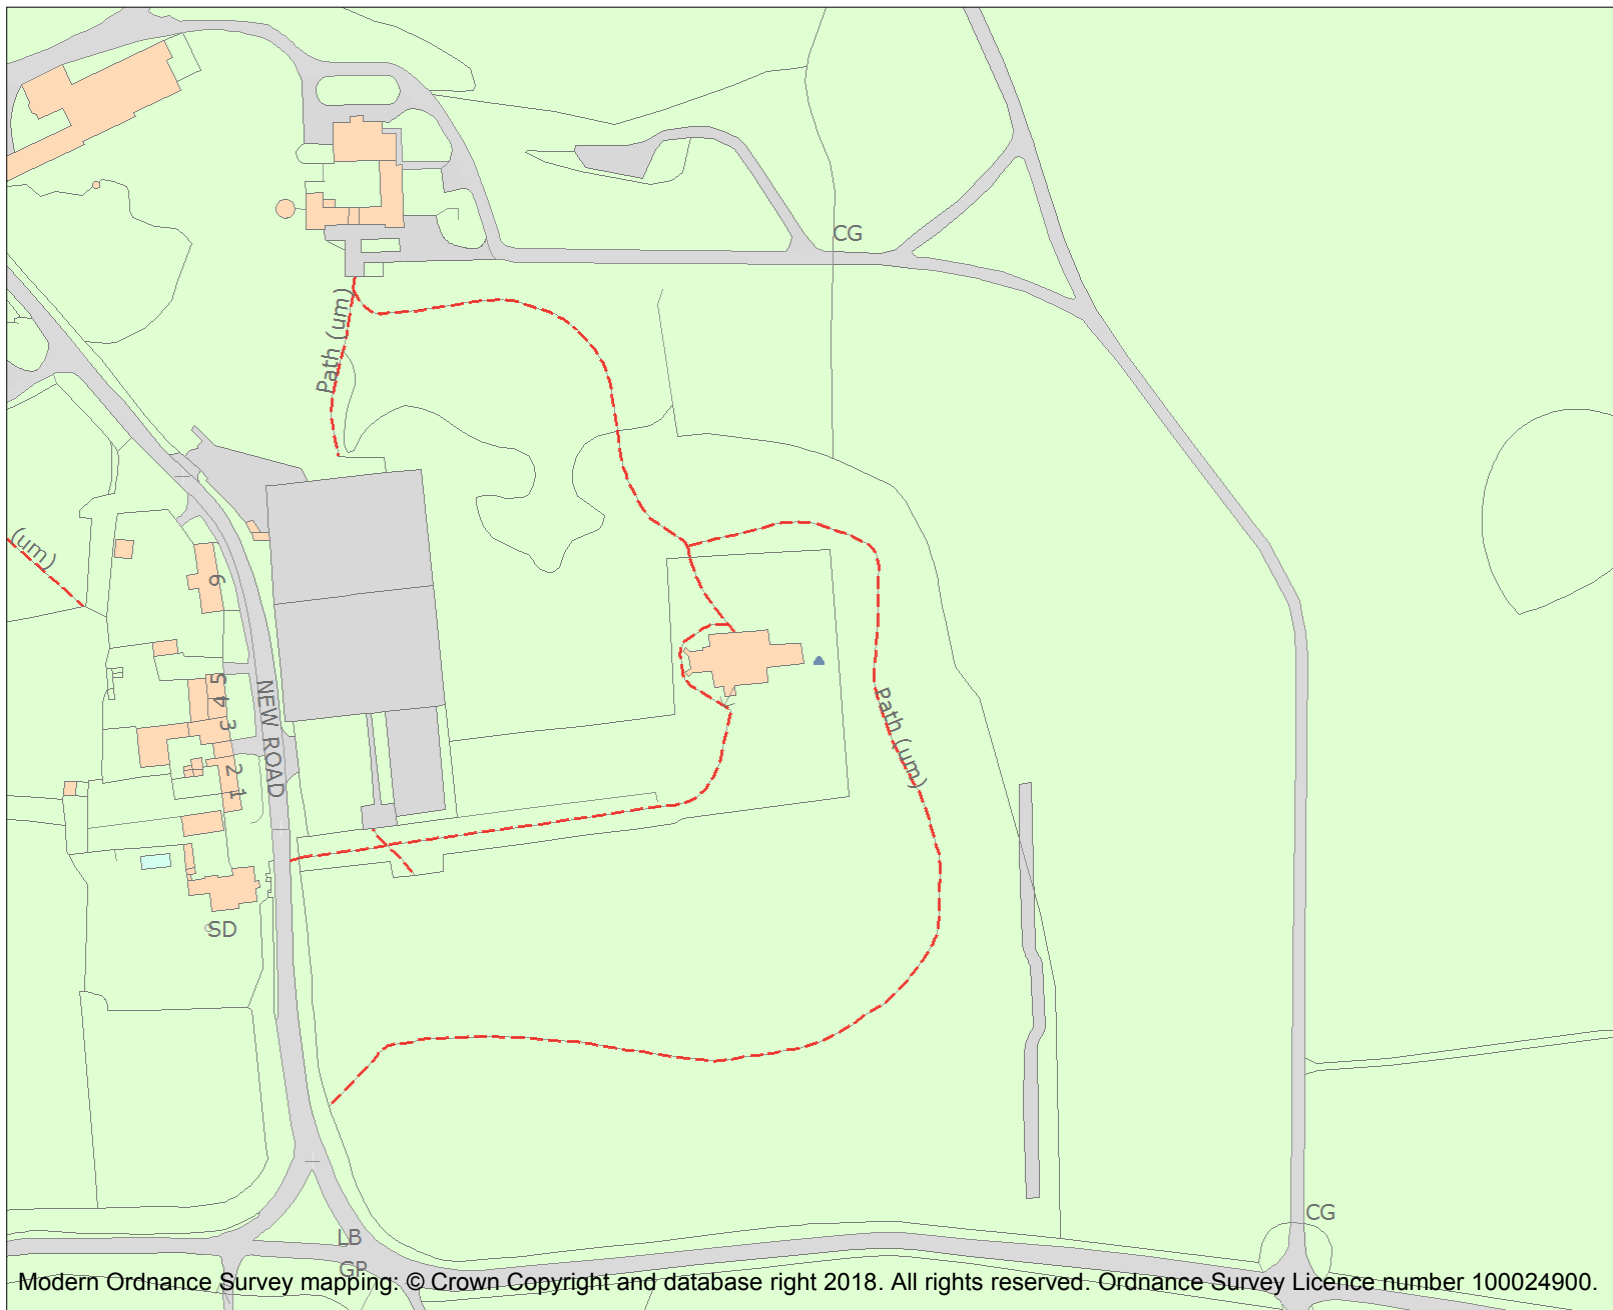 CG
Path (um)
(um)
6
5
4
3
2
1
NEW ROAD
Path (um)
SD
CG
LB
GP
Modern Ordnance Survey mapping: © Crown Copyright and database right 2018. All rights reserved. Ordnance Survey Licence number 100024900.